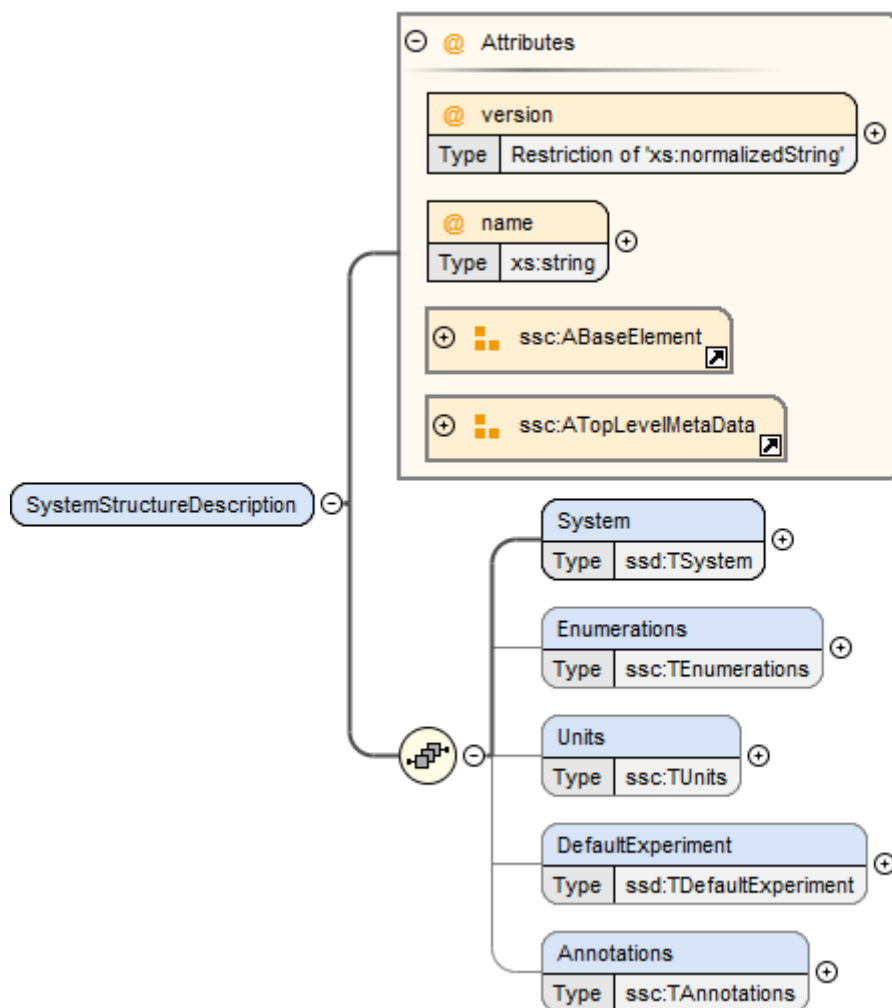 @ Attributes
@ version
Type Restriction of 'xs:normalizedString'
@ name
Type xs:string
ssc:ABaseElement
ssc:ATopLevelMetaData
SystemStructureDescription
System
Type ssd:TSystem
Enumerations
Type ssc:TEnumerations
Units
Type ssc:TUnits
DefaultExperiment
Type ssd:TDefaultExperiment
Annotations
Type ssc:TAnnotations